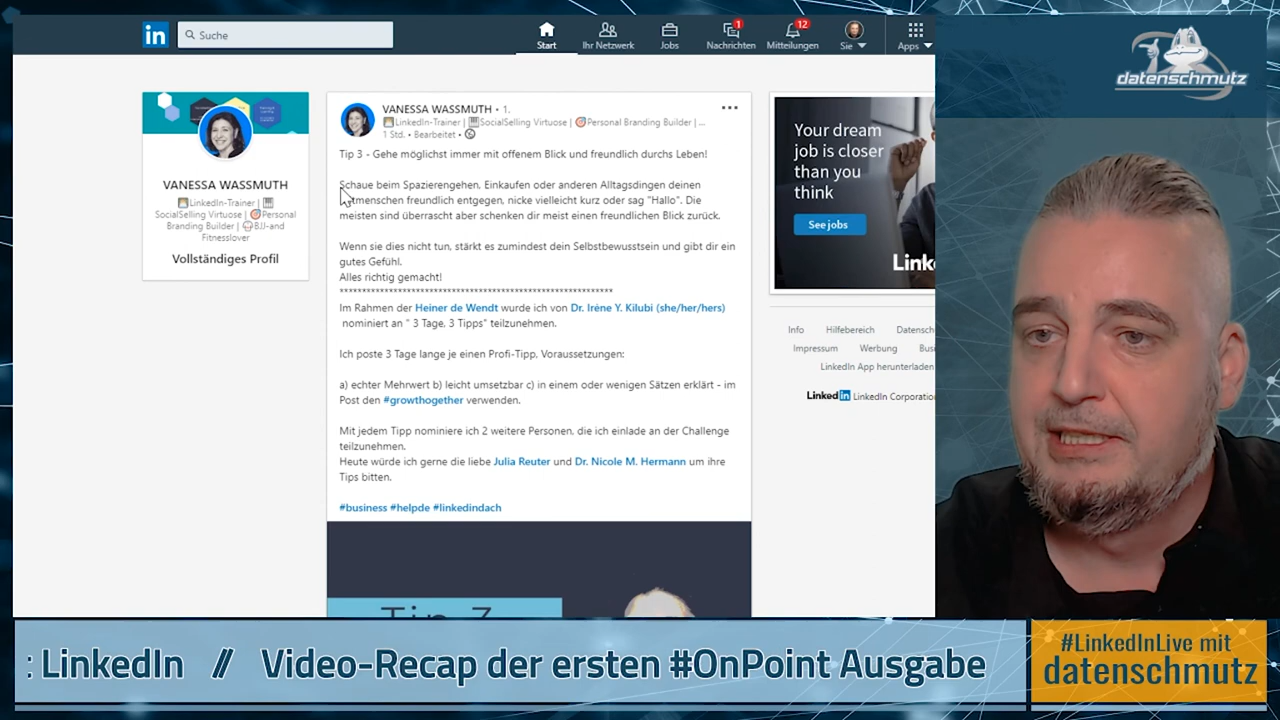 in
Suche
Start
Ihr Netzwerk
Jobs
1
Nachrichten
12
Mitteilungen
Sie
Apps
datenschmutz
VANESSA WASSMUTH
LinkedIn-Trainer |
SocialSelling Virtuose | Personal
Branding Builder | BJJ-and
Fitnesslover
Vollständiges Profil
VANESSA WASSMUTH • 1.
LinkedIn-Trainer | SocialSelling Virtuose | Personal Branding Builder | ...
1 Std. • Bearbeitet •
Tip 3 - Gehe möglichst immer mit offenem Blick und freundlich durchs Leben!
Schaue beim Spazierengehen, Einkaufen oder anderen Alltagsdingen deinen
Mitmenschen freundlich entgegen, nicke vielleicht kurz oder sag "Hallo". Die
meisten sind überrascht aber schenken dir meist einen freundlichen Blick zurück.
Wenn sie dies nicht tun, stärkt es zumindest dein Selbstbewusstsein und gibt dir ein
gutes Gefühl.
Alles richtig gemacht!
Im Rahmen der Heiner de Wendt wurde ich von Dr. Irène Y. Kilubi (she/her/hers)
nominiert an " 3 Tage, 3 Tipps" teilzunehmen.
Ich poste 3 Tage lange je einen Profi-Tipp, Voraussetzungen:
a) echter Mehrwert b) leicht umsetzbar c) in einem oder wenigen Sätzen erklärt - im
Post den #growthogether verwenden.
Mit jedem Tipp nominiere ich 2 weitere Personen, die ich einlade an der Challenge
teilzunehmen.
Heute würde ich gerne die liebe Julia Reuter und Dr. Nicole M. Hermann um ihre
Tips bitten.
#business #helpde #linkedindach
Tip 3
Your dream
job is closer
than you
think
See jobs
Linke
Info Hilfebereich Datensch
Impressum Werbung Busi
LinkedIn App herunterladen
Linkedin LinkedIn Corporatio
: LinkedIn // Video-Recap der ersten #OnPoint Ausgabe
#LinkedInLive mit
datenschmutz